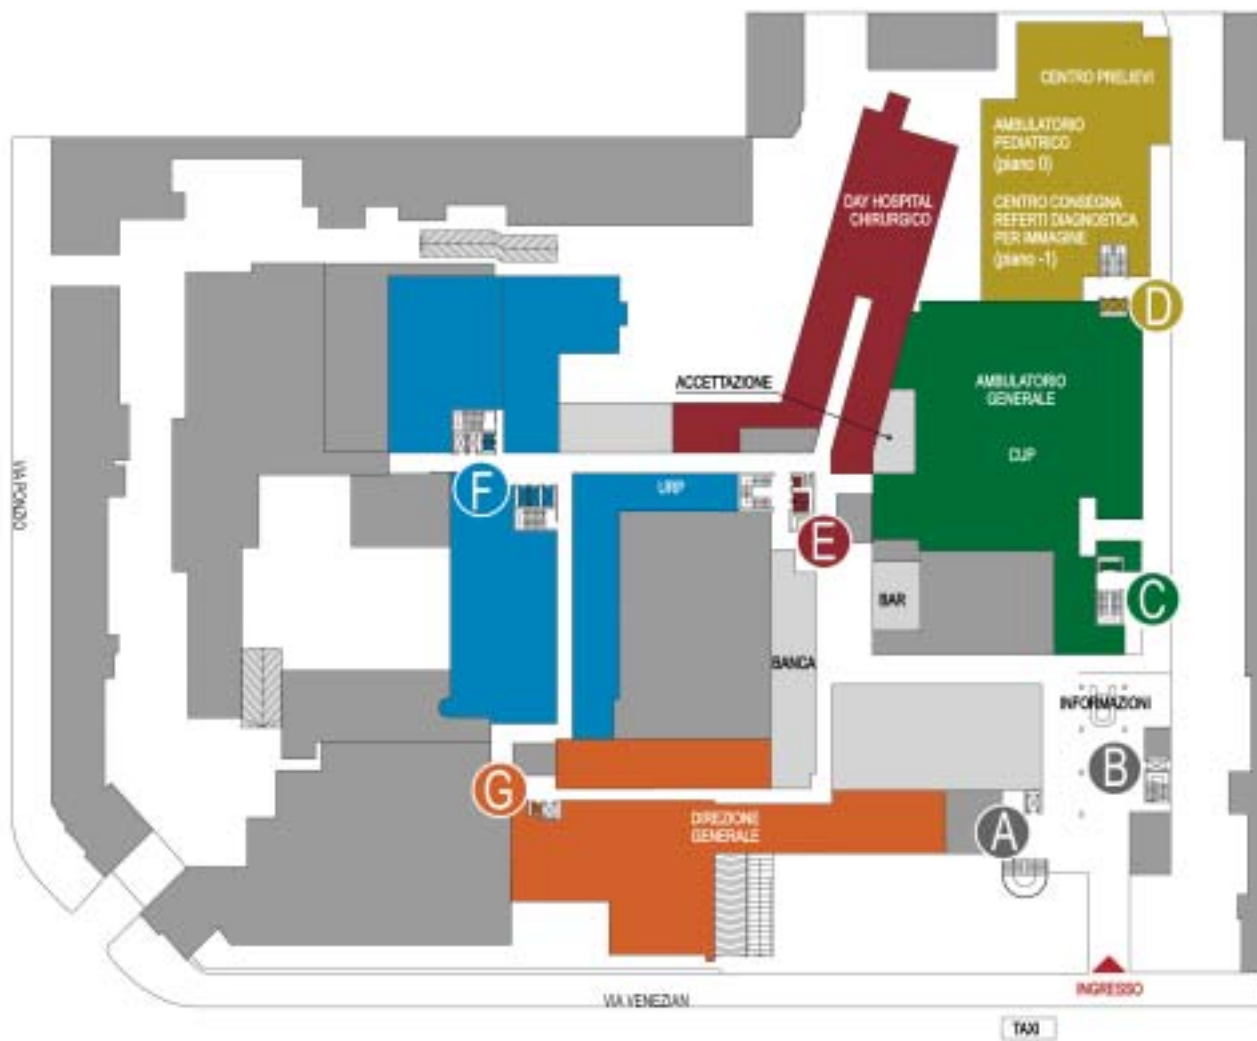 CENTRO PRELIEVI
AMBULATORIO
PEDIATRICO
(piano 0)
DAY HOSPITAL
CHIRURGICO
CENTRO CONSEGNA
REFERTI DIAGNOSTICA
PER IMMAGINE
(piano -1)
D
ACCETTAZIONE
AMBULATORIO
GENERALE
CUP
VIA PONZIO
F
URP
E
BAR
C
BANCA
INFORMAZIONI
B
G
DIREZIONE
GENERALE
A
INGRESSO
VIA VENEZIAN
TAXI